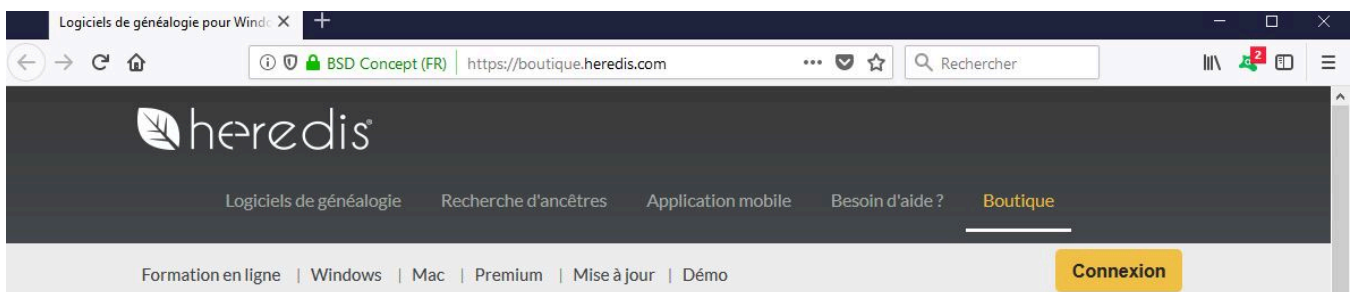 Logiciels de généalogie pour Wind
BSD Concept (FR) https://boutique.heredis.com Rechercher 2
heredis
Logiciels de généalogie Recherche d'ancêtres Application mobile Besoin d'aide ? Boutique
Formation en ligne | Windows | Mac | Premium | Mise à jour | Démo Connexion